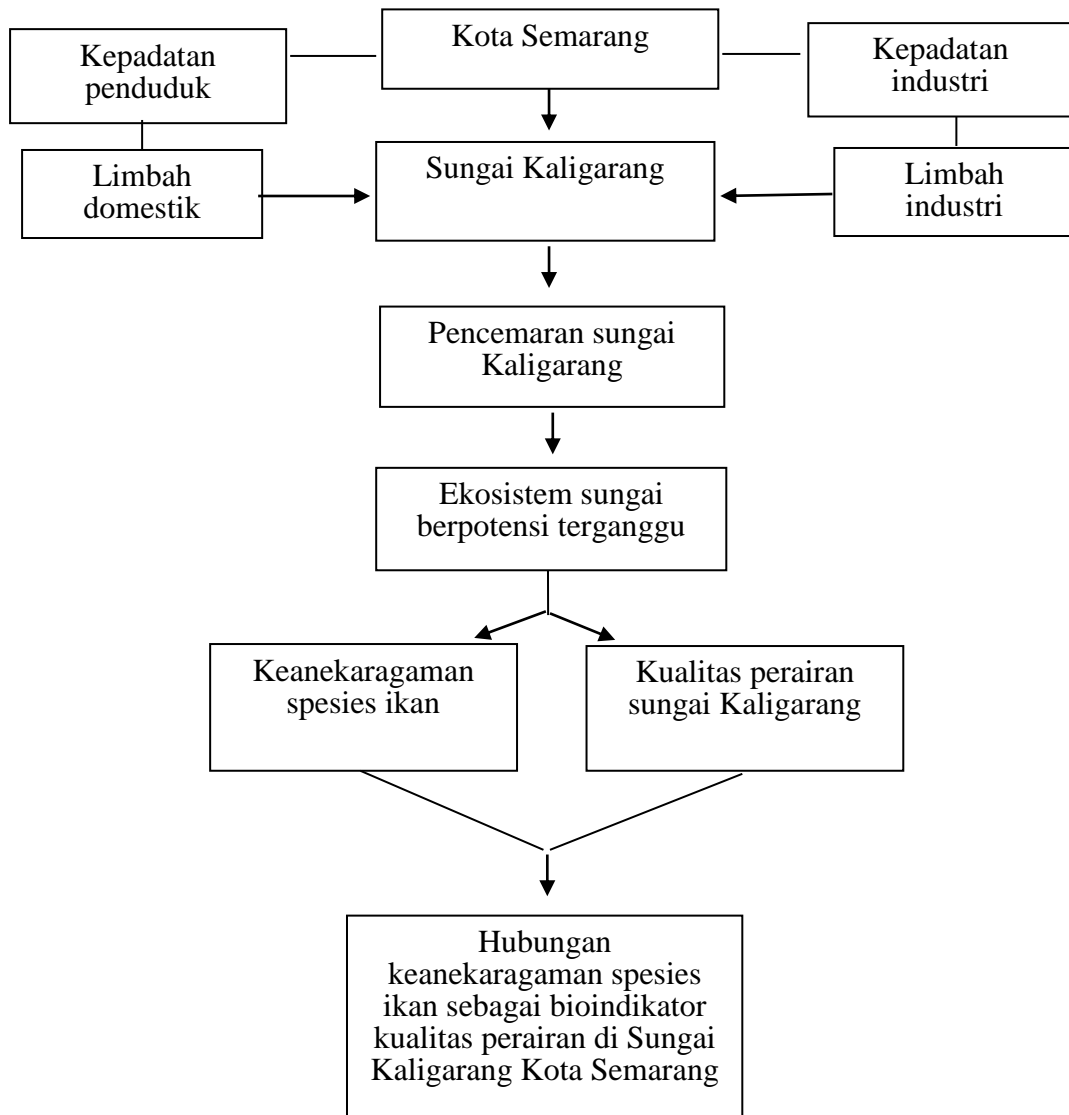 Kota Semarang
Kepadatan
penduduk
Kepadatan
industri
Limbah
domestik
Sungai Kaligarang
Limbah
industri
Pencemaran sungai
Kaligarang
Ekosistem sungai
berpotensi terganggu
Keanekaragaman
spesies ikan
Kualitas perairan
sungai Kaligarang
Hubungan
keanekaragaman spesies
ikan sebagai bioindikator
kualitas perairan di Sungai
Kaligarang Kota Semarang